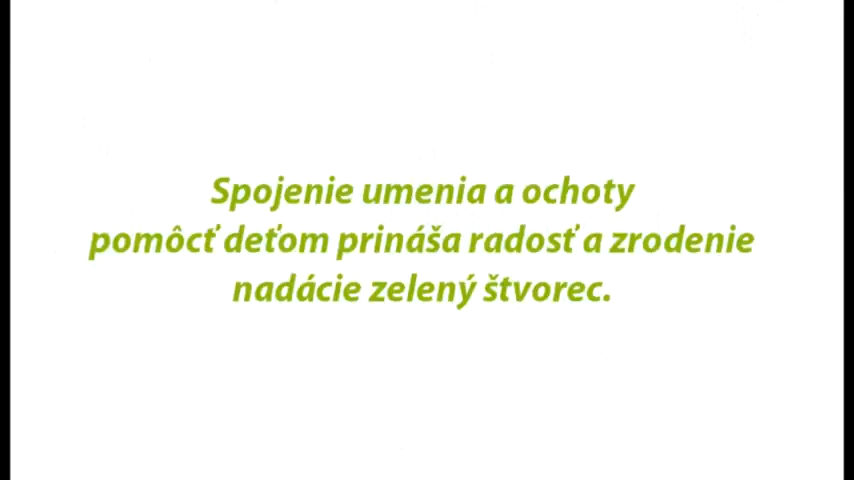 Spojenie umenia a ochoty
pomôcť deťom prináša radosť a zrodenie
nadácie zelený štvorec.